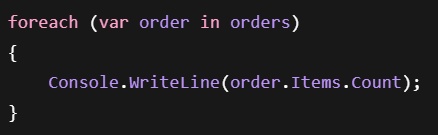 foreach (var order in orders)
{
    Console.WriteLine(order.Items.Count);
}